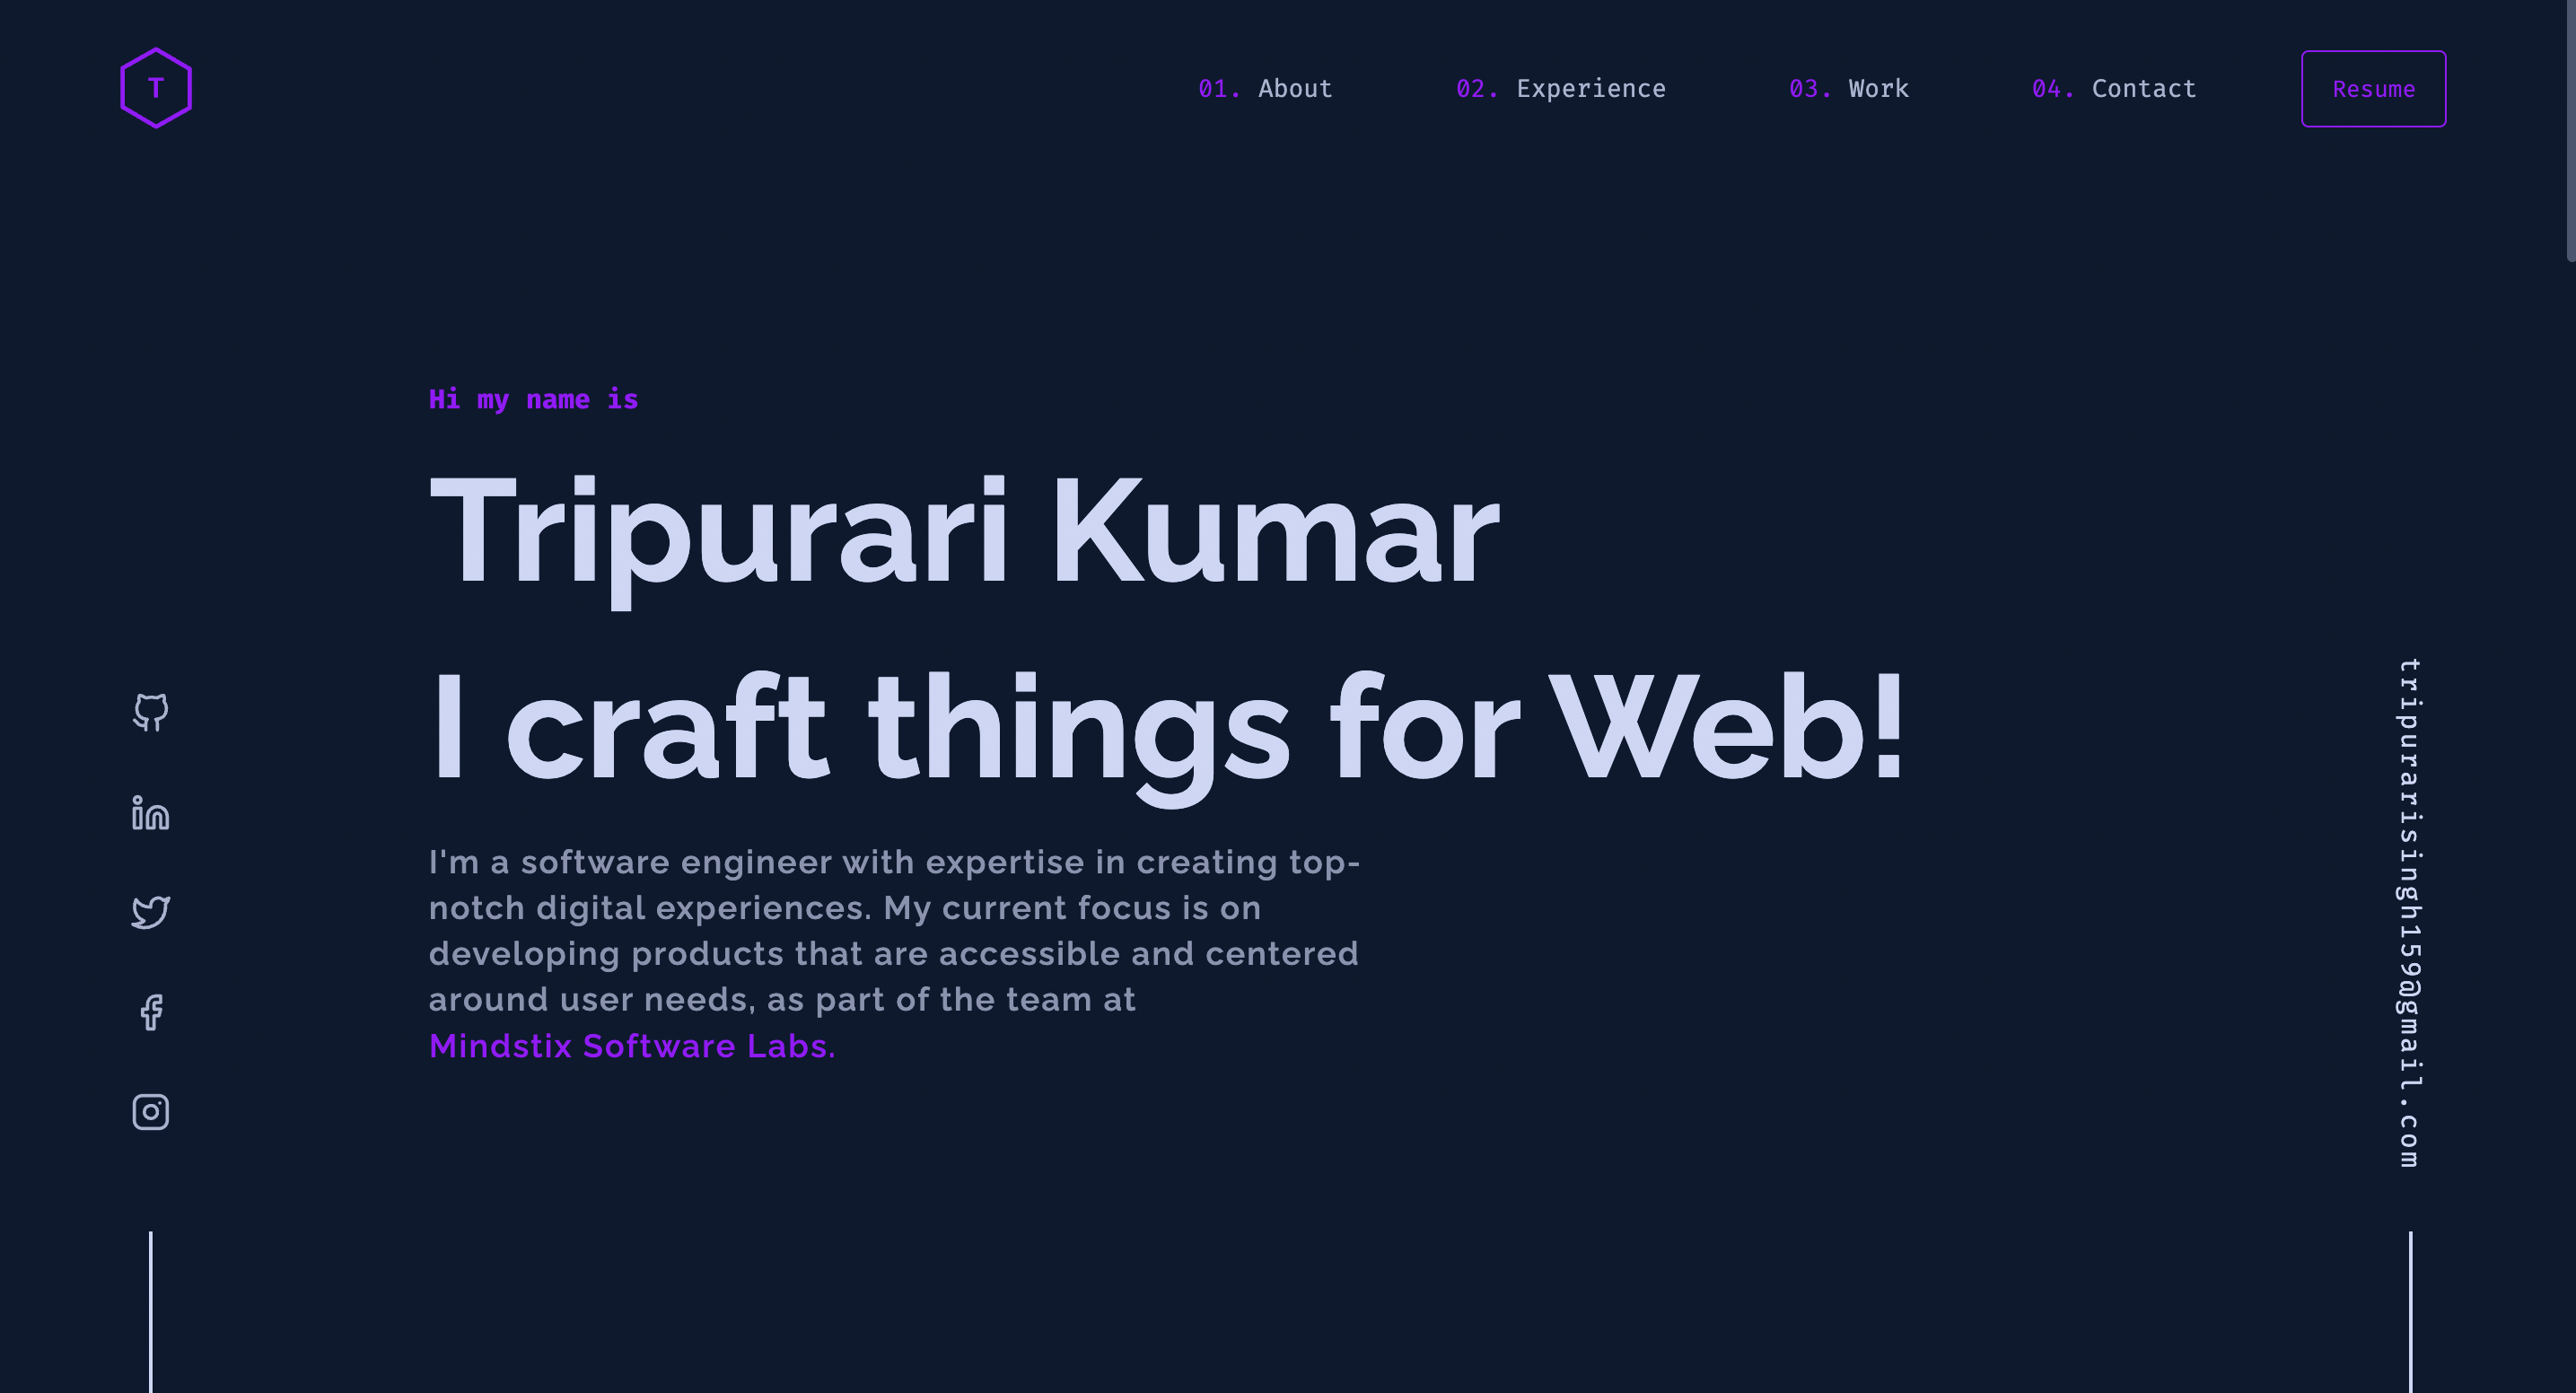 T
01. About
02. Experience
03. Work
04. Contact
Resume
Hi my name is
Tripurari Kumar
I craft things for Web!
I'm a software engineer with expertise in creating top-
notch digital experiences. My current focus is on
developing products that are accessible and centered
around user needs, as part of the team at
Mindstix Software Labs.
tripurarisingh159@gmail.com